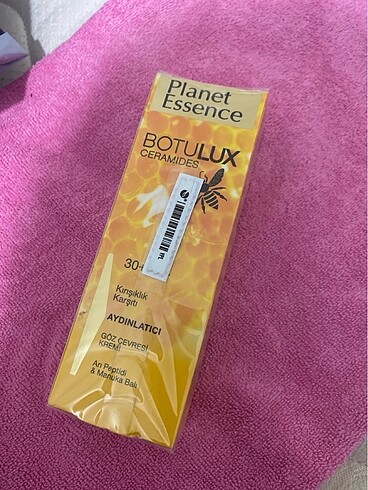 Planet
Essence
BOTULUX
CERAMIDES
30+
Kırışıklık
Karşıtı
AYDINLATICI
GÖZ ÇEVRESİ
KREMİ
Arı Peptidi
& Manuka Balı